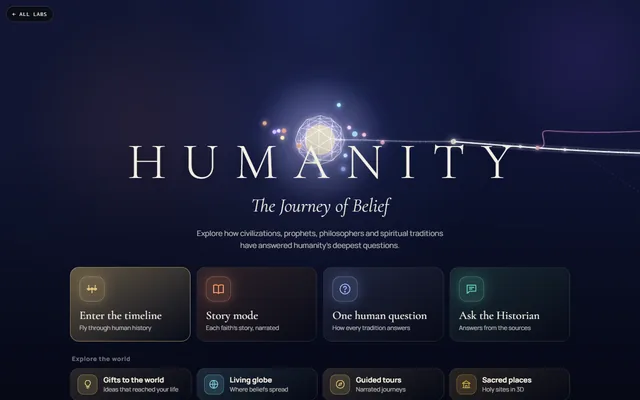 ← ALL LABS
HUMANITY
The Journey of Belief
Explore how civilizations, prophets, philosophers and spiritual traditions
have answered humanity's deepest questions.
Enter the timeline
Fly through human history
Story mode
Each faith's story, narrated
One human question
How every tradition answers
Ask the Historian
Answers from the sources
Explore the world
Gifts to the world
Ideas that reached your life
Living globe
Where beliefs spread
Guided tours
Narrated journeys
Sacred places
Holy sites in 3D